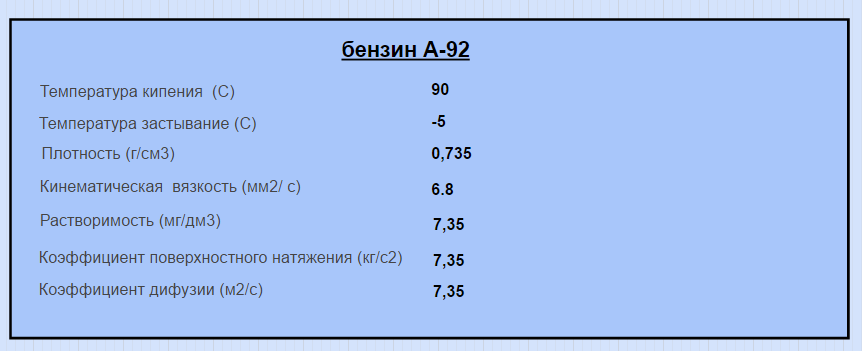 бензин А-92
Температура кипения (С) 90
Температура застывание (С) -5
Плотность (г/см3) 0,735
Кинематическая вязкость (мм2/ с) 6.8
Растворимость (мг/дм3) 7,35
Коэффициент поверхностного натяжения (кг/с2) 7,35
Коэффициент дифузии (м2/с) 7,35